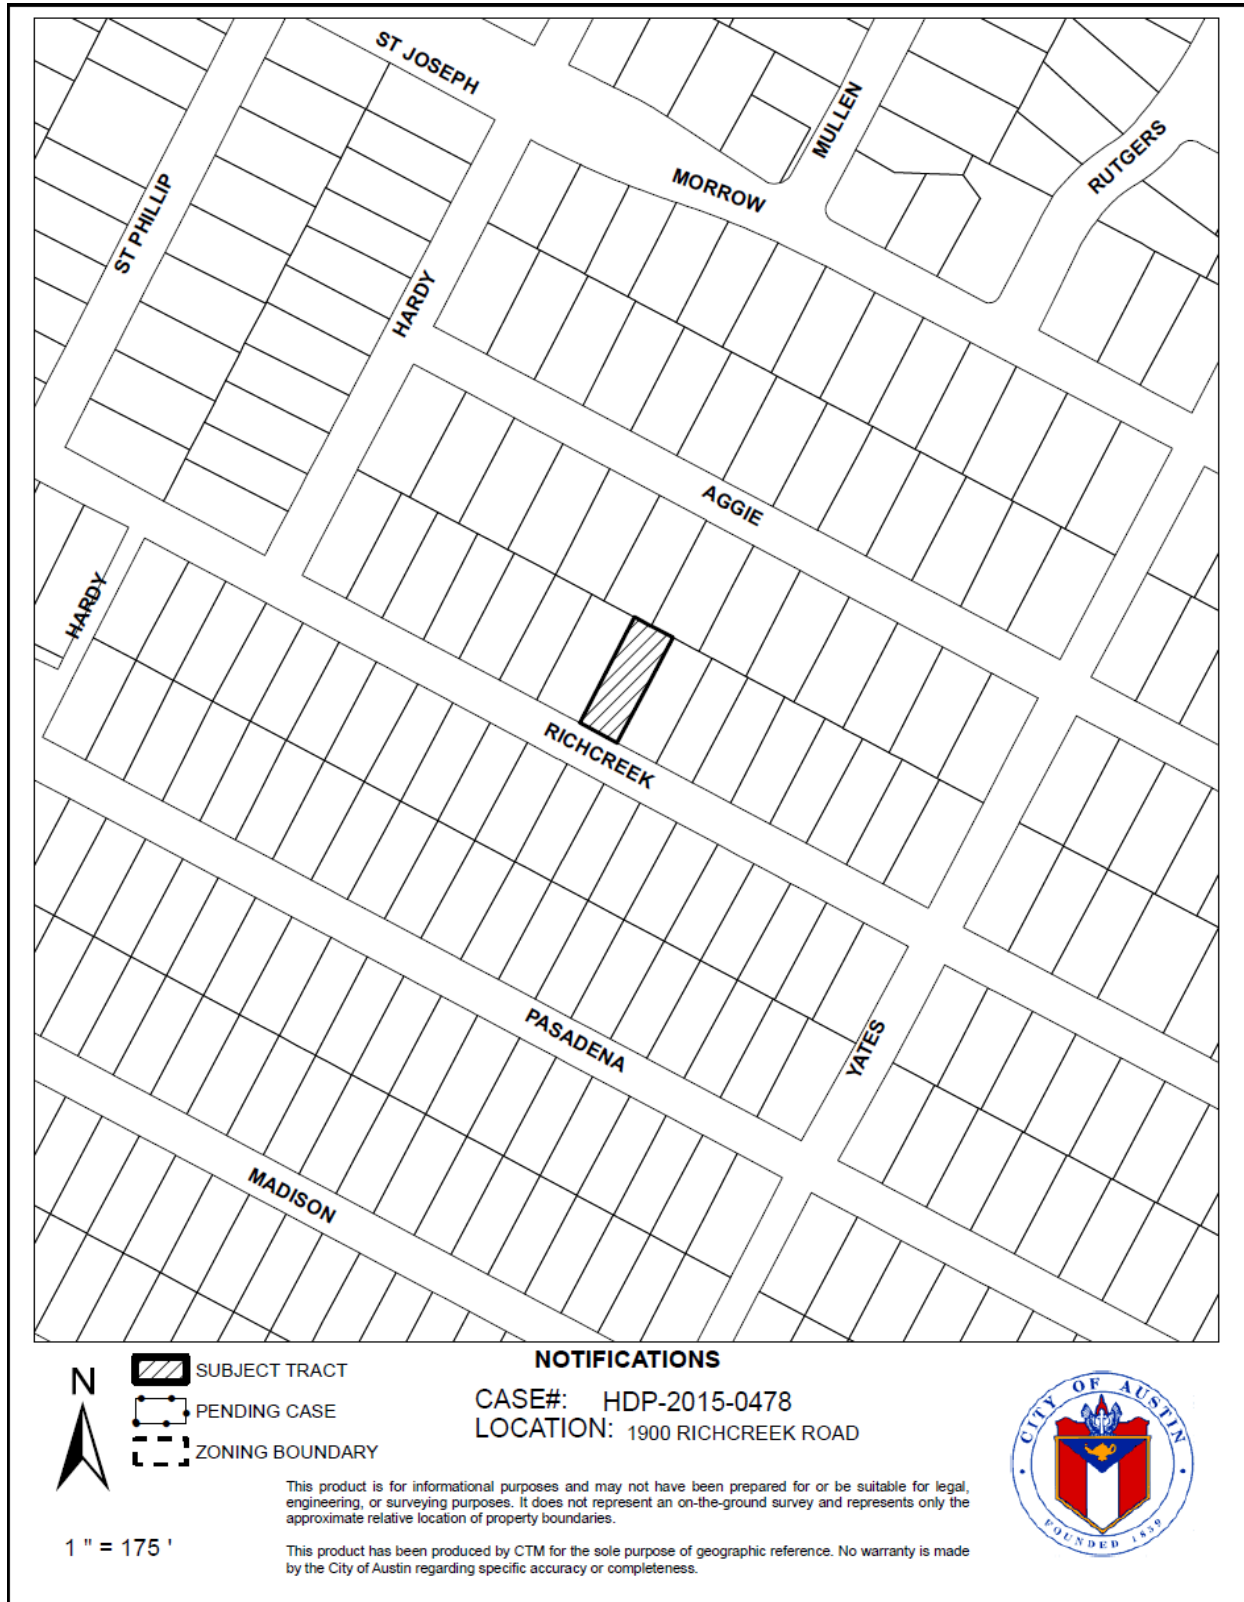 ST JOSEPH
MULLEN
RUTGERS
MORROW
ST PHILLIP
HARDY
AGGIE
HARDY
RICHCREEK
PASADENA
YATES
MADISON
NOTIFICATIONS
N
SUBJECT TRACT
PENDING CASE
ZONING BOUNDARY
CASE#: HDP-2015-0478
LOCATION: 1900 RICHCREEK ROAD
This product is for informational purposes and may not have been prepared for or be suitable for legal,
engineering, or surveying purposes. It does not represent an on-the-ground survey and represents only the
approximate relative location of property boundaries.
1 " = 175 '
This product has been produced by CTM for the sole purpose of geographic reference. No warranty is made
by the City of Austin regarding specific accuracy or completeness.
CITY OF AUSTIN
FOUNDED 1839